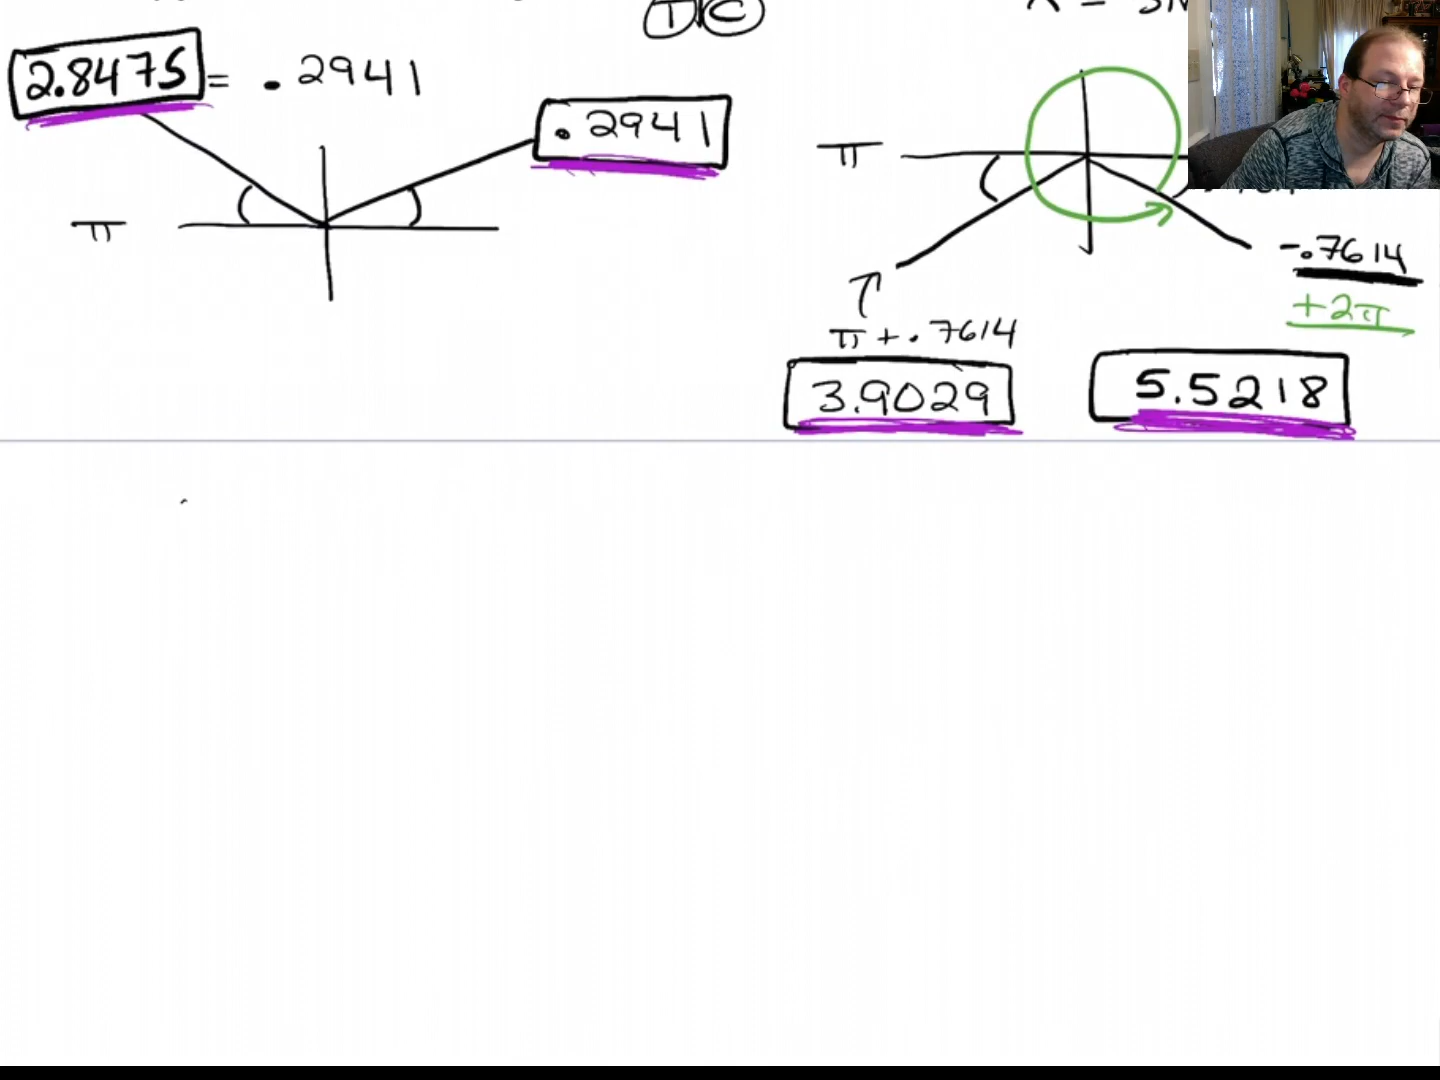 T C
2.8475 = .2941
.2941
π
π
-.7614
+2π
π + .7614
3.9029
5.5218